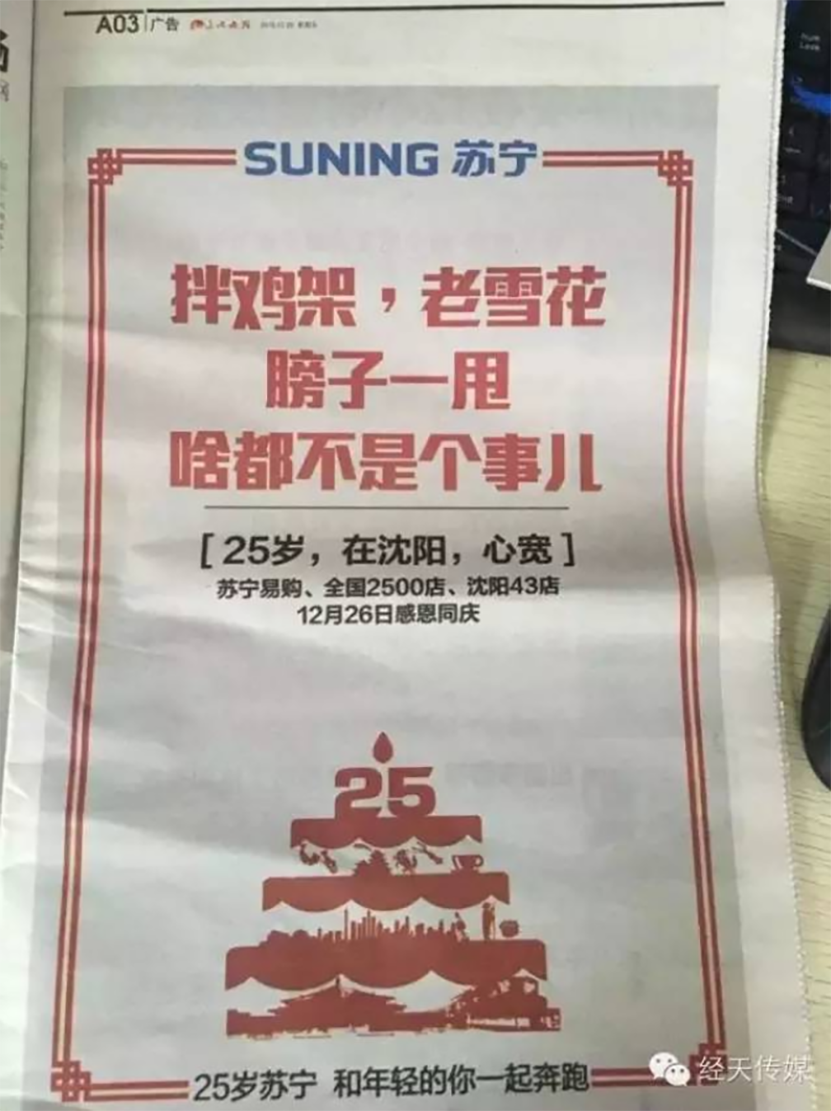 A03 广告
SUNING 苏宁
拌鸡架，老雪花
膀子一甩
啥都不是个事儿
[25岁，在沈阳，心宽]
苏宁易购、全国2500店、沈阳43店
12月26日感恩同庆
25
25岁苏宁 和年轻的你一起奔跑
经天传媒
Num
Lock